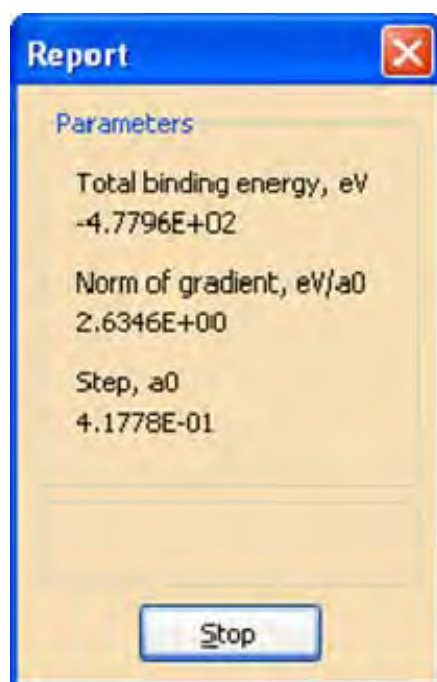 Report
Parameters
Total binding energy, eV
-4.7796E+02
Norm of gradient, eV/a0
2.6346E+00
Step, a0
4.1778E-01
Stop